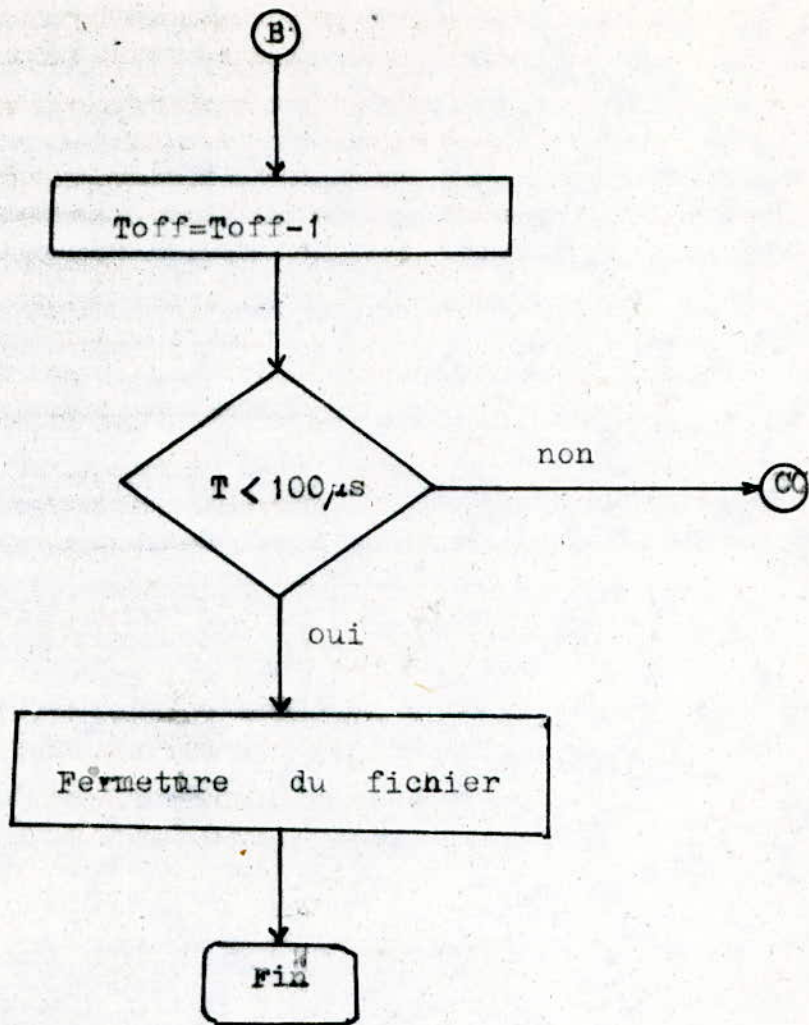 B
Toff=Toff-1
T < 100µs
non
CC
oui
Fermeture du fichier
Fin